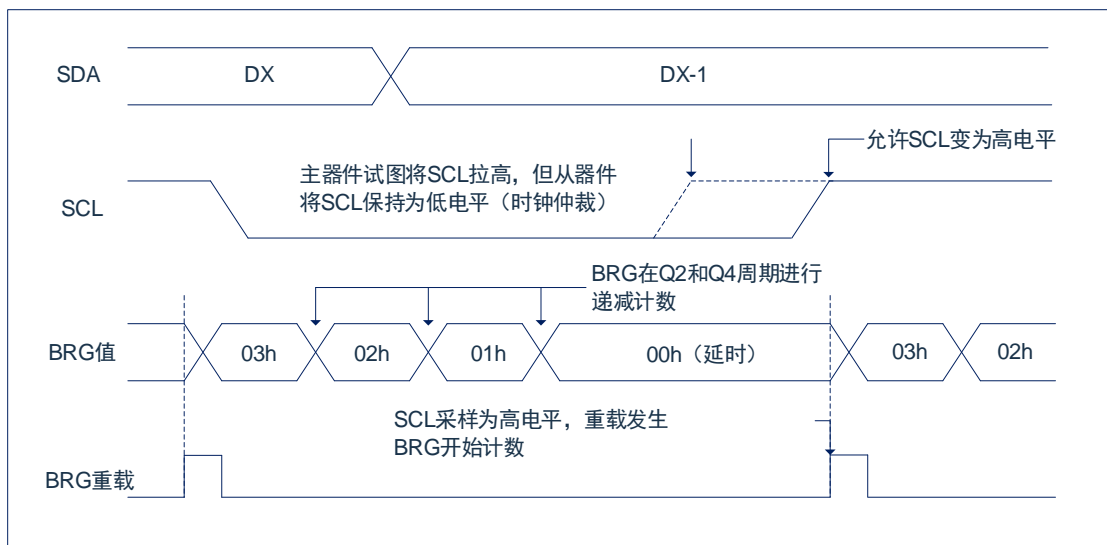 SDA
DX
DX-1
允许SCL变为高电平
主器件试图将SCL拉高，但从器件
将SCL保持为低电平（时钟仲裁）
SCL
BRG在Q2和Q4周期进行
递减计数
BRG值
03h
02h
01h
00h（延时）
03h
02h
SCL采样为高电平，重载发生
BRG开始计数
BRG重载